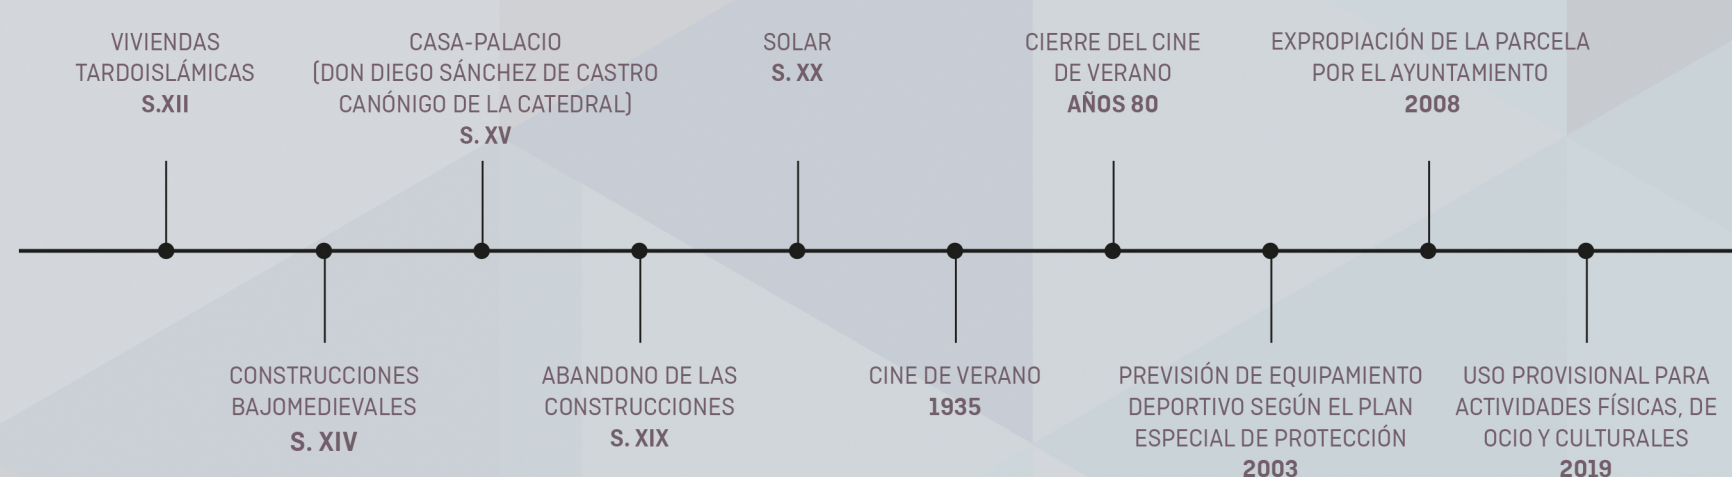 VIVIENDAS
TARDOISLÁMICAS
S.XII
CASA-PALACIO
(DON DIEGO SÁNCHEZ DE CASTRO
CANÓNIGO DE LA CATEDRAL)
S. XV
SOLAR
S. XX
CIERRE DEL CINE
DE VERANO
AÑOS 80
EXPROPIACIÓN DE LA PARCELA
POR EL AYUNTAMIENTO
2008
CONSTRUCCIONES
BAJOMEDIEVALES
S. XIV
ABANDONO DE LAS
CONSTRUCCIONES
S. XIX
CINE DE VERANO
1935
PREVISIÓN DE EQUIPAMIENTO
DEPORTIVO SEGÚN EL PLAN
ESPECIAL DE PROTECCIÓN
2003
USO PROVISIONAL PARA
ACTIVIDADES FÍSICAS, DE
OCIO Y CULTURALES
2019